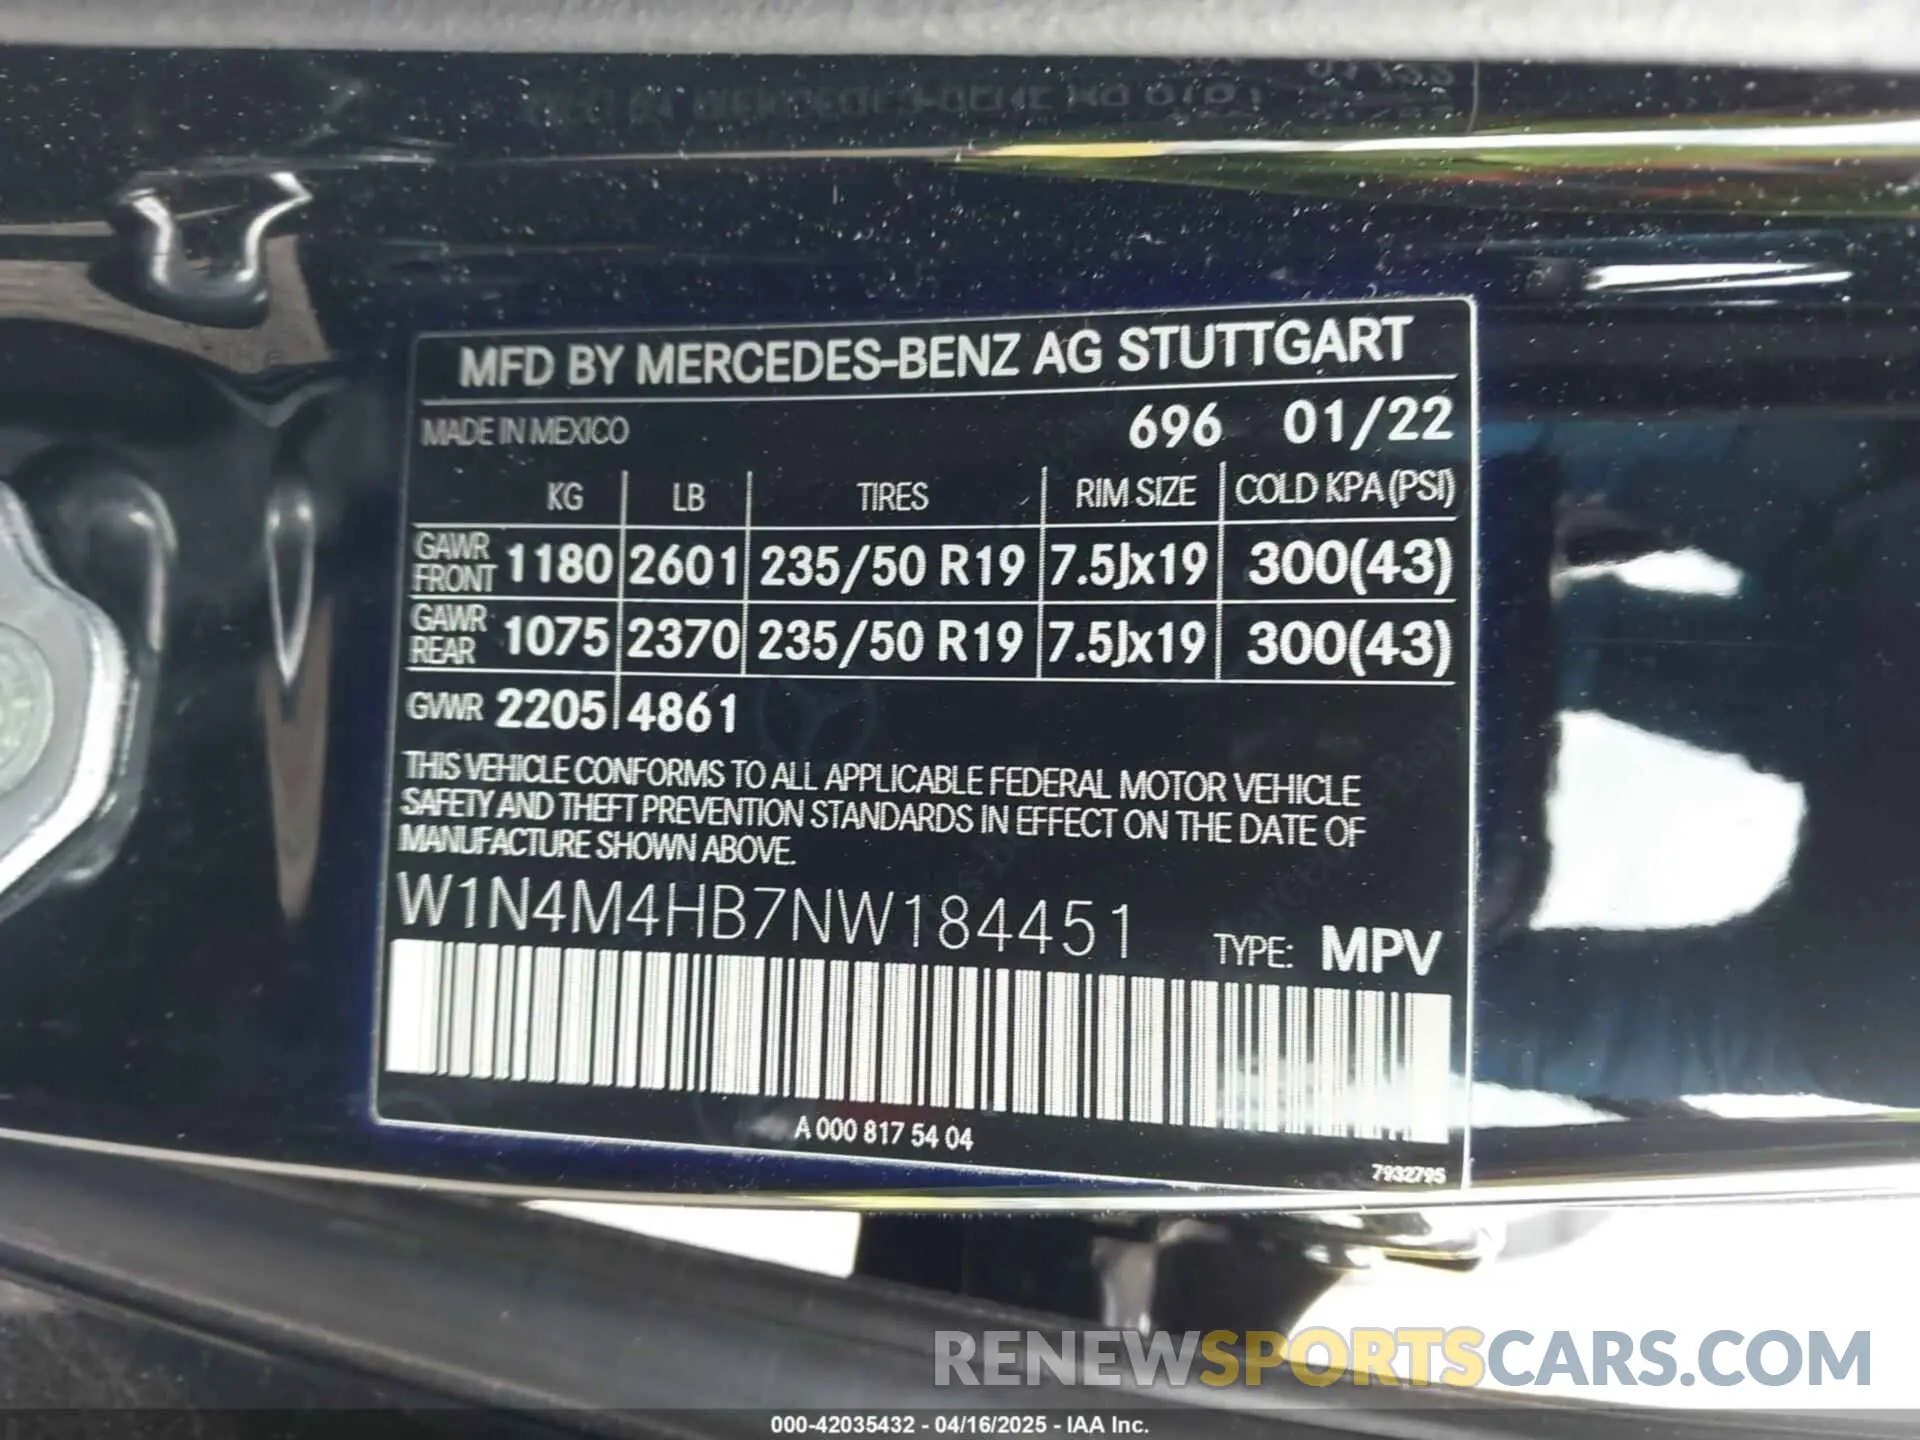 MFD BY MERCEDES-BENZ AG STUTTGART
MADE IN MEXICO 696 01/22
KG LB TIRES RIM SIZE COLD KPA (PSI)
GAWR FRONT 1180 2601 235/50 R19 7.5Jx19 300(43)
GAWR REAR 1075 2370 235/50 R19 7.5Jx19 300(43)
GVWR 2205 4861
THIS VEHICLE CONFORMS TO ALL APPLICABLE FEDERAL MOTOR VEHICLE
SAFETY AND THEFT PREVENTION STANDARDS IN EFFECT ON THE DATE OF
MANUFACTURE SHOWN ABOVE.
W1N4M4HB7NW184451 TYPE: MPV
A 000 817 54 04
7932795
RENEWSPORTSCARS.COM
000-42035432 - 04/16/2025 - IAA Inc.